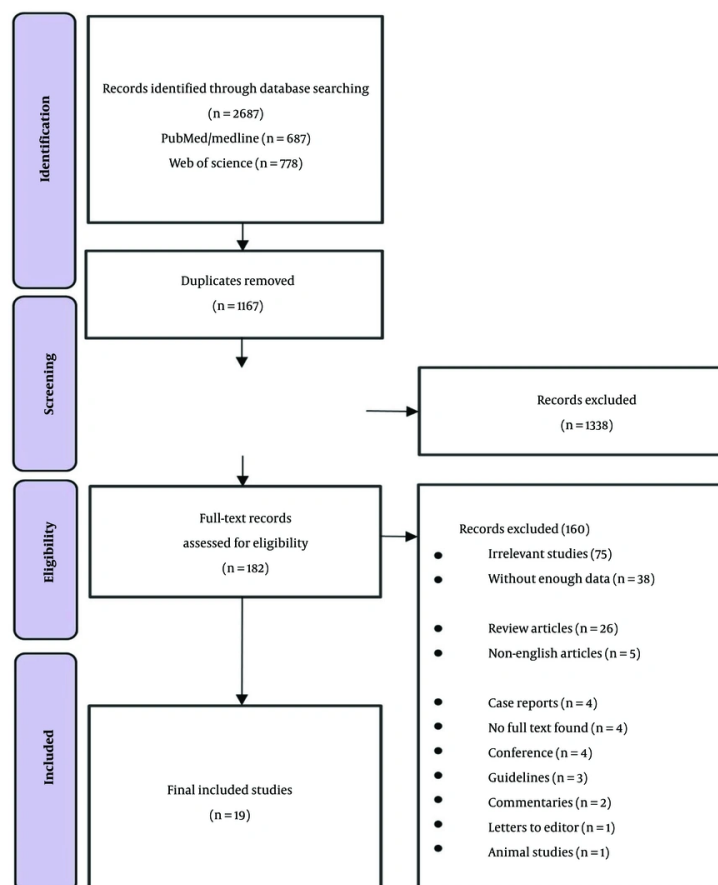 Identification
Records identified through database searching
(n = 2687)
PubMed/medline (n = 687)
Web of science (n = 778)
Duplicates removed
(n = 1167)
Screening
Records excluded
(n = 1338)
Eligibility
Full-text records
assessed for eligibility
(n = 182)
Records excluded (160)
Irrelevant studies (75)
Without enough data (n = 38)
Review articles (n = 26)
Non-english articles (n = 5)
Case reports (n = 4)
No full text found (n = 4)
Conference (n = 4)
Guidelines (n = 3)
Commentaries (n = 2)
Letters to editor (n = 1)
Animal studies (n = 1)
Included
Final included studies
(n = 19)